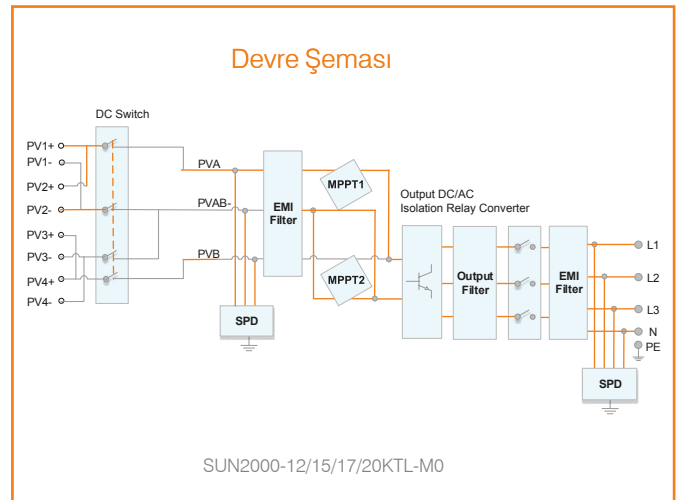 Devre Şeması
DC Switch
PV1+
PV1-
PV2+
PV2-
PV3+
PV3-
PV4+
PV4-
PVA
PVAB-
PVB
EMI
Filter
MPPT1
MPPT2
SPD
Output DC/AC
Isolation Relay Converter
Output
Filter
EMI
Filter
L1
L2
L3
N
PE
SPD
SUN2000-12/15/17/20KTL-M0